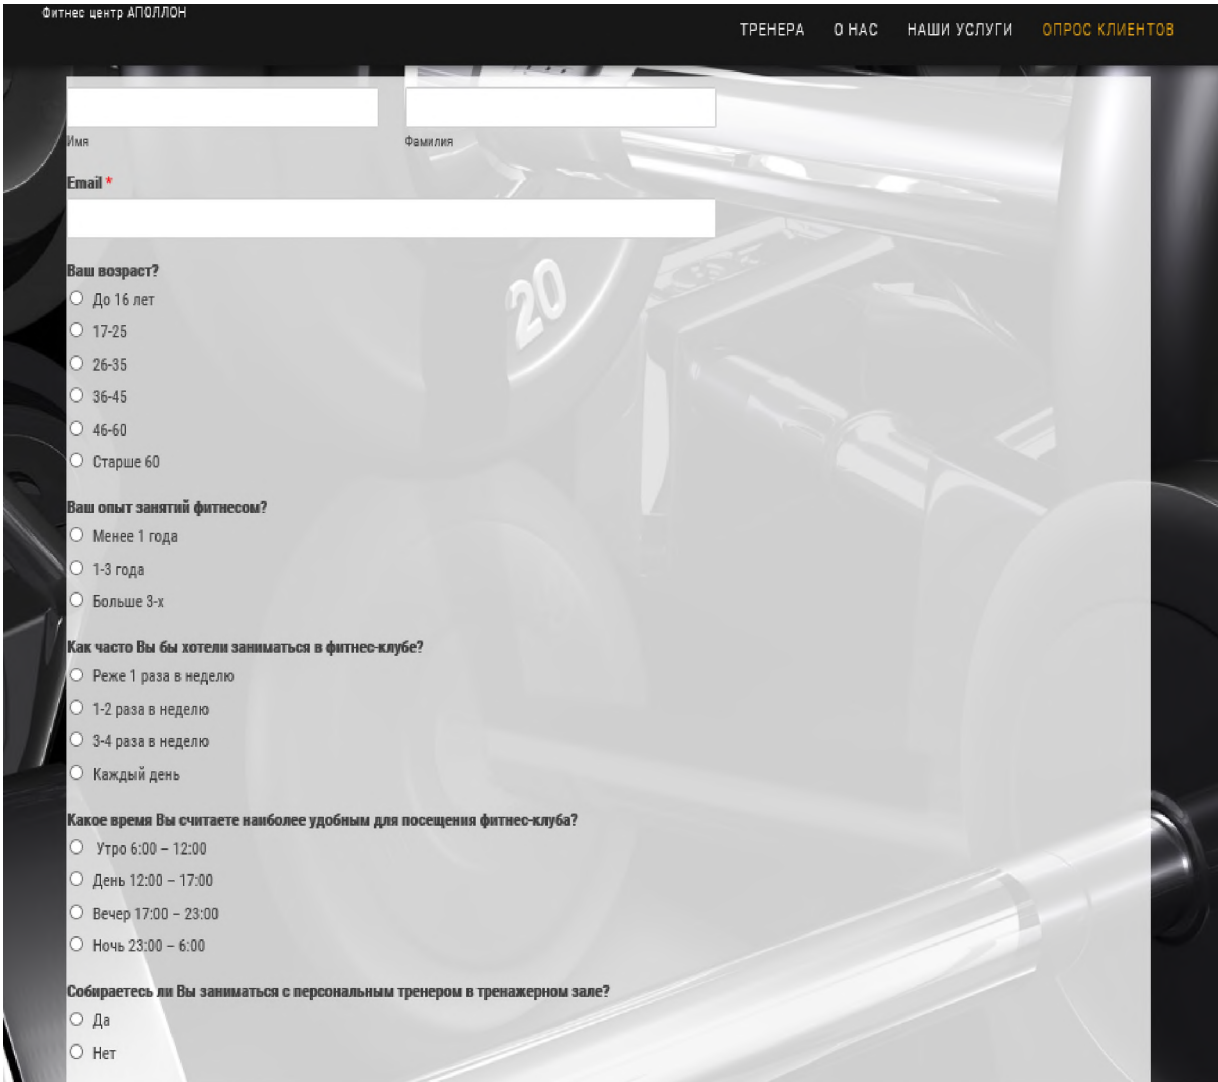 Фитнес центр АПОЛЛОН
ТРЕНЕРА О НАС НАШИ УСЛУГИ ОПРОС КЛИЕНТОВ
Имя Фамилия
Email *
Ваш возраст?
До 16 лет
17-25
26-35
36-45
46-60
Старше 60
Ваш опыт занятий фитнесом?
Менее 1 года
1-3 года
Больше 3-х
Как часто Вы бы хотели заниматься в фитнес-клубе?
Реже 1 раза в неделю
1-2 раза в неделю
3-4 раза в неделю
Каждый день
Какое время Вы считаете наиболее удобным для посещения фитнес-клуба?
Утро 6:00 – 12:00
День 12:00 – 17:00
Вечер 17:00 – 23:00
Ночь 23:00 – 6:00
Собираетесь ли Вы заниматься с персональным тренером в тренажерном зале?
Да
Нет
20